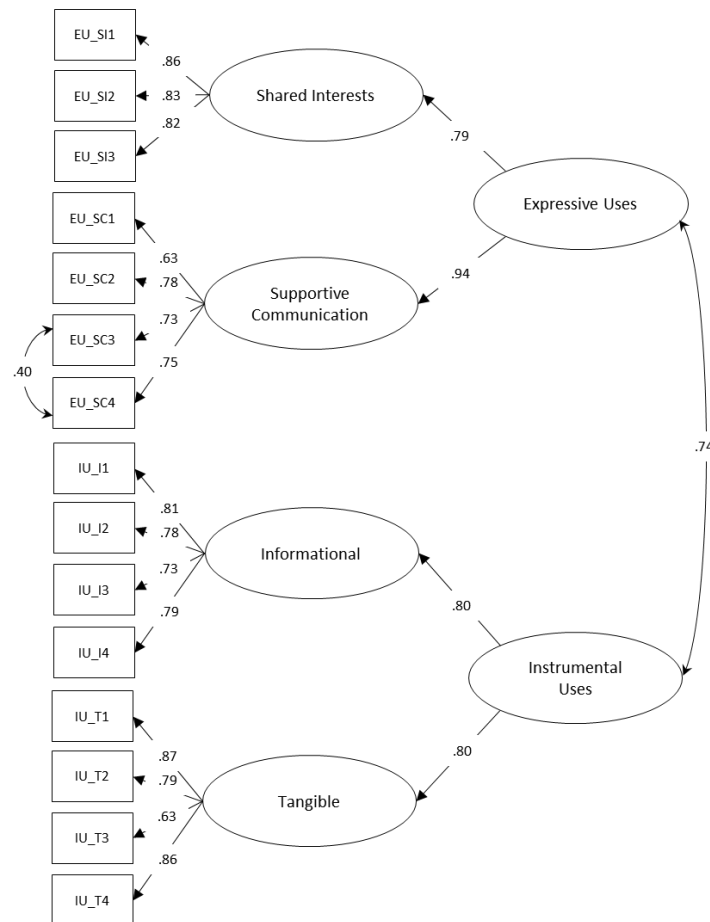 EU_SI1
.86
EU_SI2
.83
Shared Interests
.82
EU_SI3
.79
EU_SC1
Expressive Uses
.63
EU_SC2
.78
.94
Supportive
Communication
EU_SC3
.73
.40
.75
EU_SC4
.74
IU_I1
.81
IU_I2
.78
Informational
.73
IU_I3
.79
.80
IU_I4
Instrumental
Uses
IU_T1
.87
.80
IU_T2
.79
Tangible
.63
IU_T3
.86
IU_T4